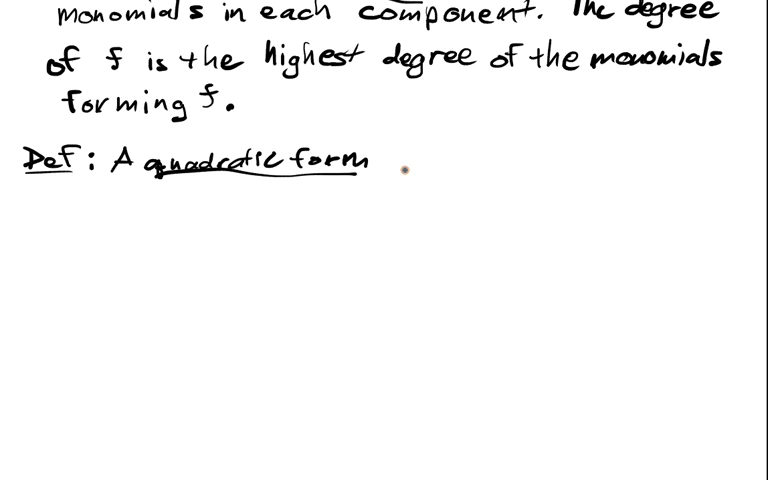 monomials in each component. The degree
of f is the highest degree of the monomials
forming f.
Def: A quadratic form